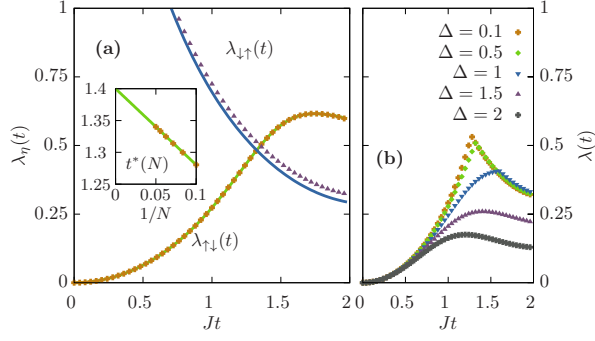 1
0.75
0.5
0.25
0
λη(t)
(a)
λ↓↑(t)
λ↑↓(t)
1.4
1.35
1.3
1.25
t*(N)
0 0.05 0.1
1/N
0 0.5 1 1.5 2
Jt
Δ = 0.1
Δ = 0.5
Δ = 1
Δ = 1.5
Δ = 2
(b)
0 0.5 1 1.5 2
Jt
1
0.75
0.5
0.25
0
λ(t)